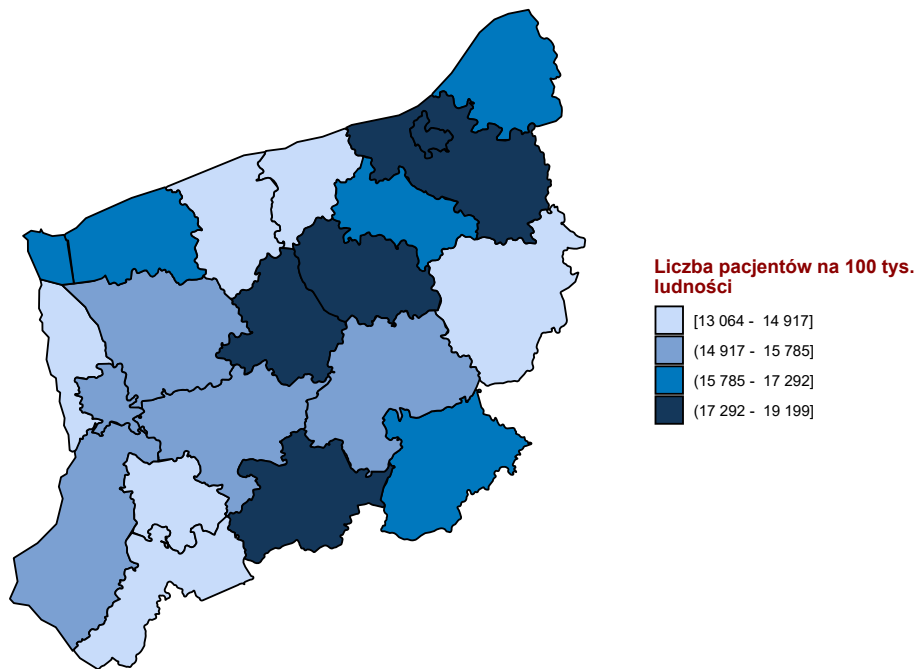 Liczba pacjentów na 100 tys.
ludności
[13 064 - 14 917]
(14 917 - 15 785]
(15 785 - 17 292]
(17 292 - 19 199]